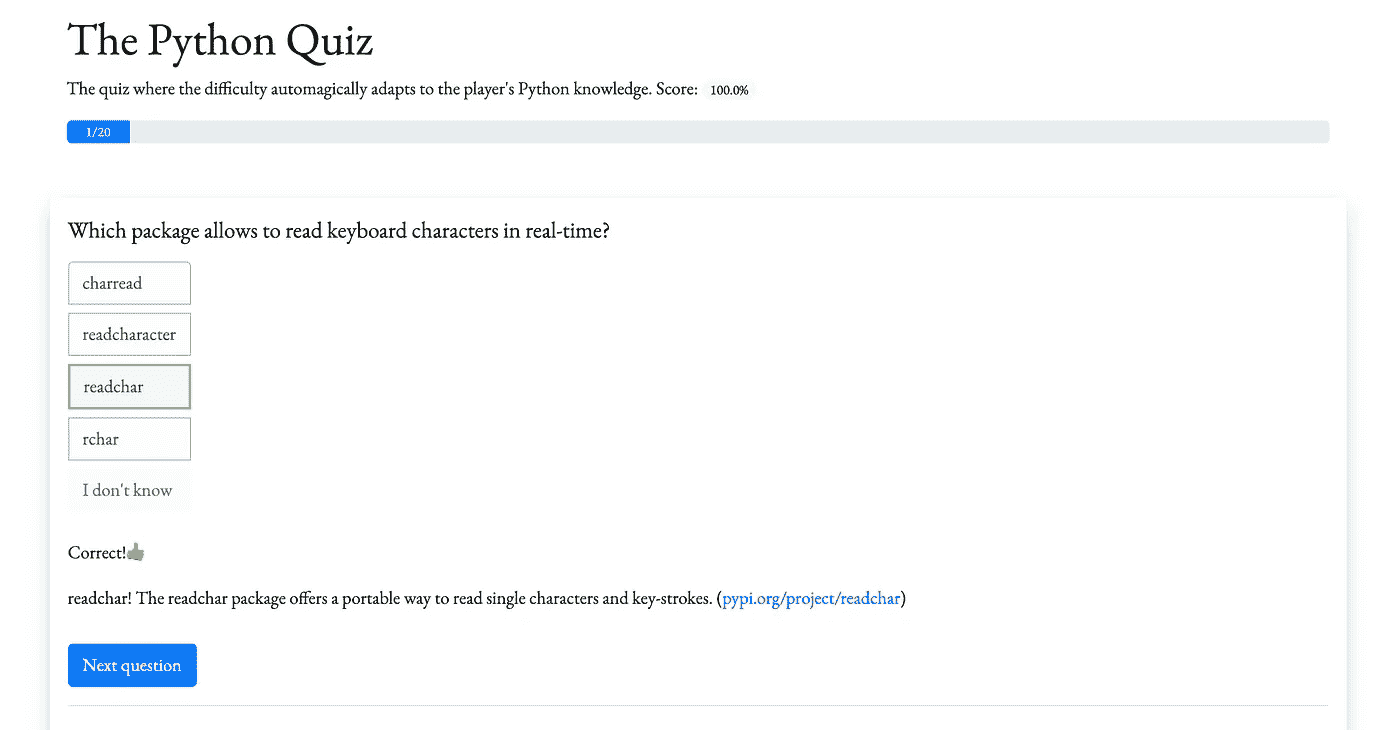 The Python Quiz
The quiz where the difficulty automagically adapts to the player's Python knowledge. Score: 100.0%
1/20
Which package allows to read keyboard characters in real-time?
charread
readcharacter
readchar
rchar
I don't know
Correct!👍
readchar! The readchar package offers a portable way to read single characters and key-strokes. (pypi.org/project/readchar)
Next question